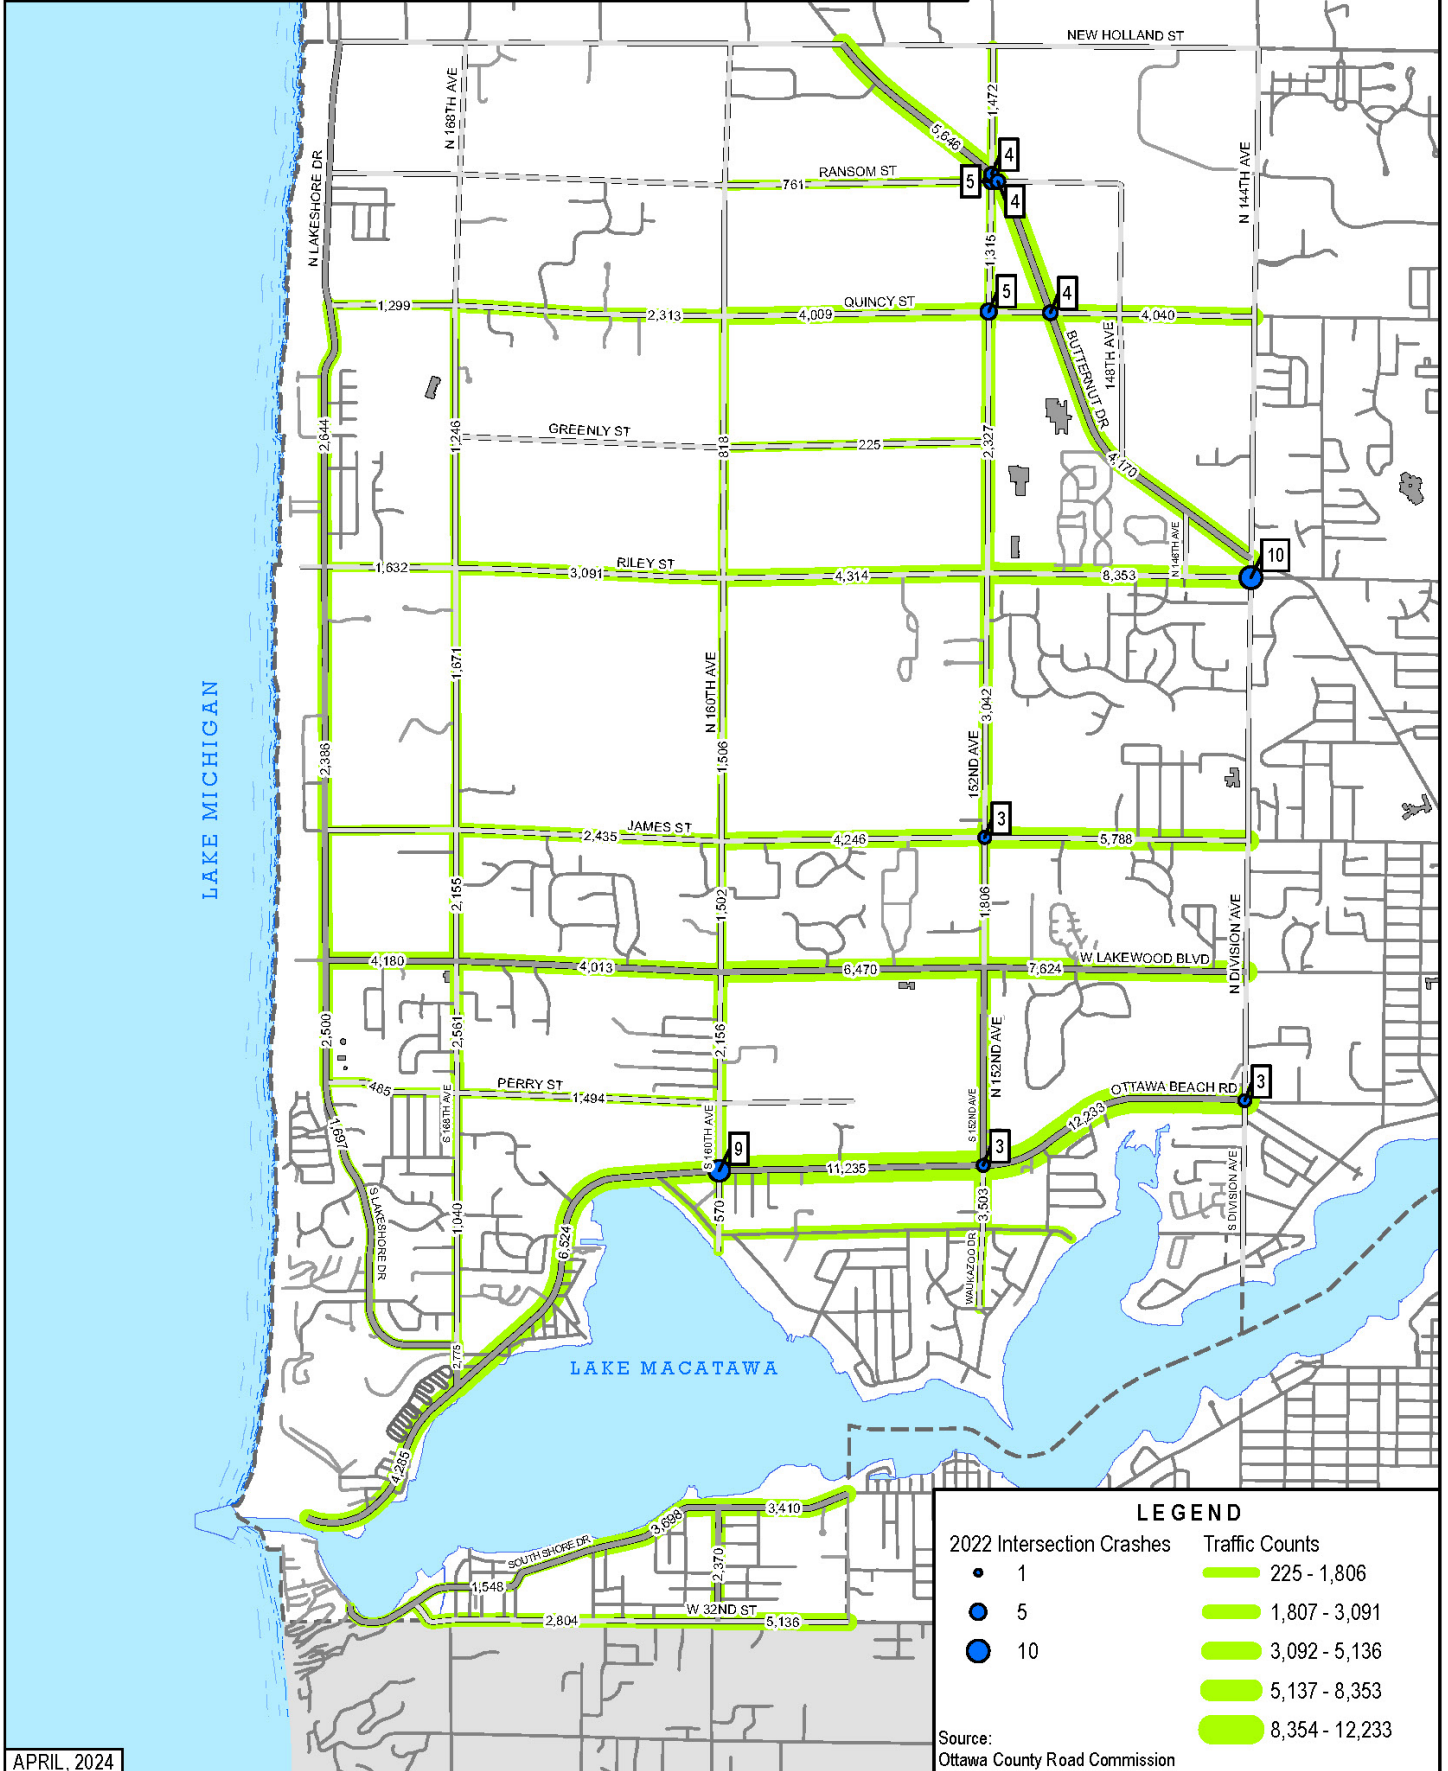 NEW HOLLAND ST
N 168TH AVE
1,472
5,646
4
N LAKESHORE DR
N 144TH AVE
RANSOM ST
761
5
4
1,315
1,299
2,313
QUINCY ST
4,009
5
4
4,040
148TH AVE
BUTTERNUT DR
2,644
1,246
GREENLY ST
818
225
2,327
4,170
N 146TH AVE
10
1,632
RILEY ST
3,091
4,314
8,353
1,671
N 160TH AVE
3,042
LAKE MICHIGAN
2,386
1,506
152ND AVE
JAMES ST
2,435
4,246
3
5,788
2,155
1,502
1,806
N DIVISION AVE
4,180
4,013
6,470
7,624
W LAKEWOOD BLVD
2,500
2,561
2,156
N 152ND AVE
485
PERRY ST
1,494
S 168TH AVE
S 160TH AVE
S 152ND AVE
OTTAWA BEACH RD
3
12,233
1,697
9
11,235
3
S LAKESHORE DR
1,040
6,524
570
3,503
WAUKAZOO DR
S DIVISION AVE
2,775
LAKE MACATAWA
4,285
3,698
3,410
SOUTH SHORE DR
2,370
1,548
W 32ND ST
2,804
5,136
LEGEND
2022 Intersection Crashes
1
5
10
Traffic Counts
225 - 1,806
1,807 - 3,091
3,092 - 5,136
5,137 - 8,353
8,354 - 12,233
Source:
Ottawa County Road Commission
APRIL, 2024